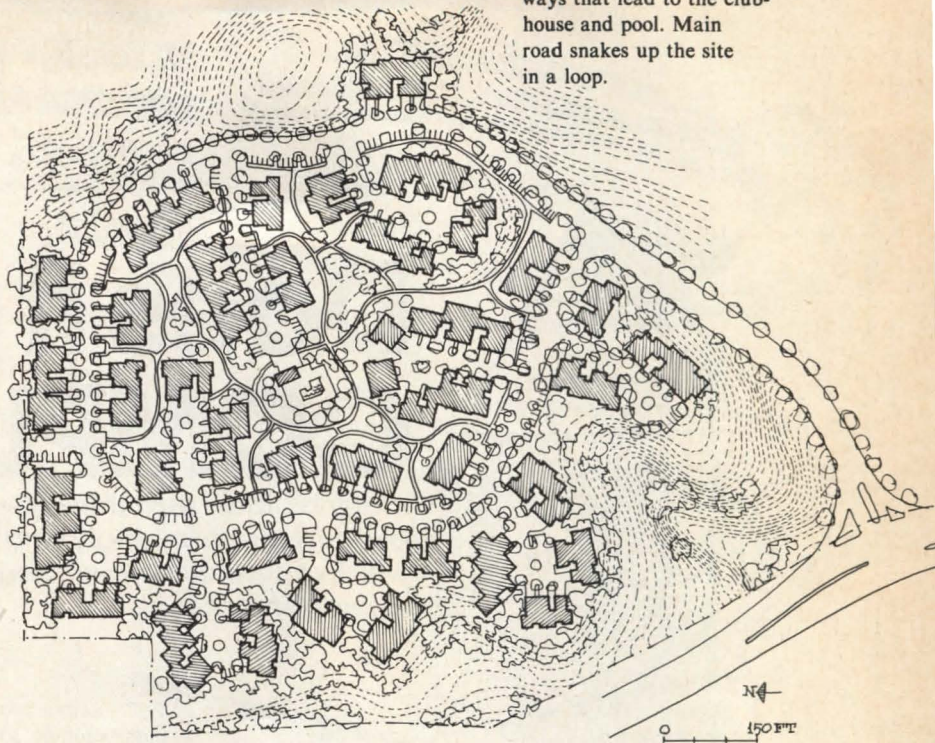 ways that lead to the club-
house and pool. Main
road snakes up the site
in a loop.
N
0 150 FT